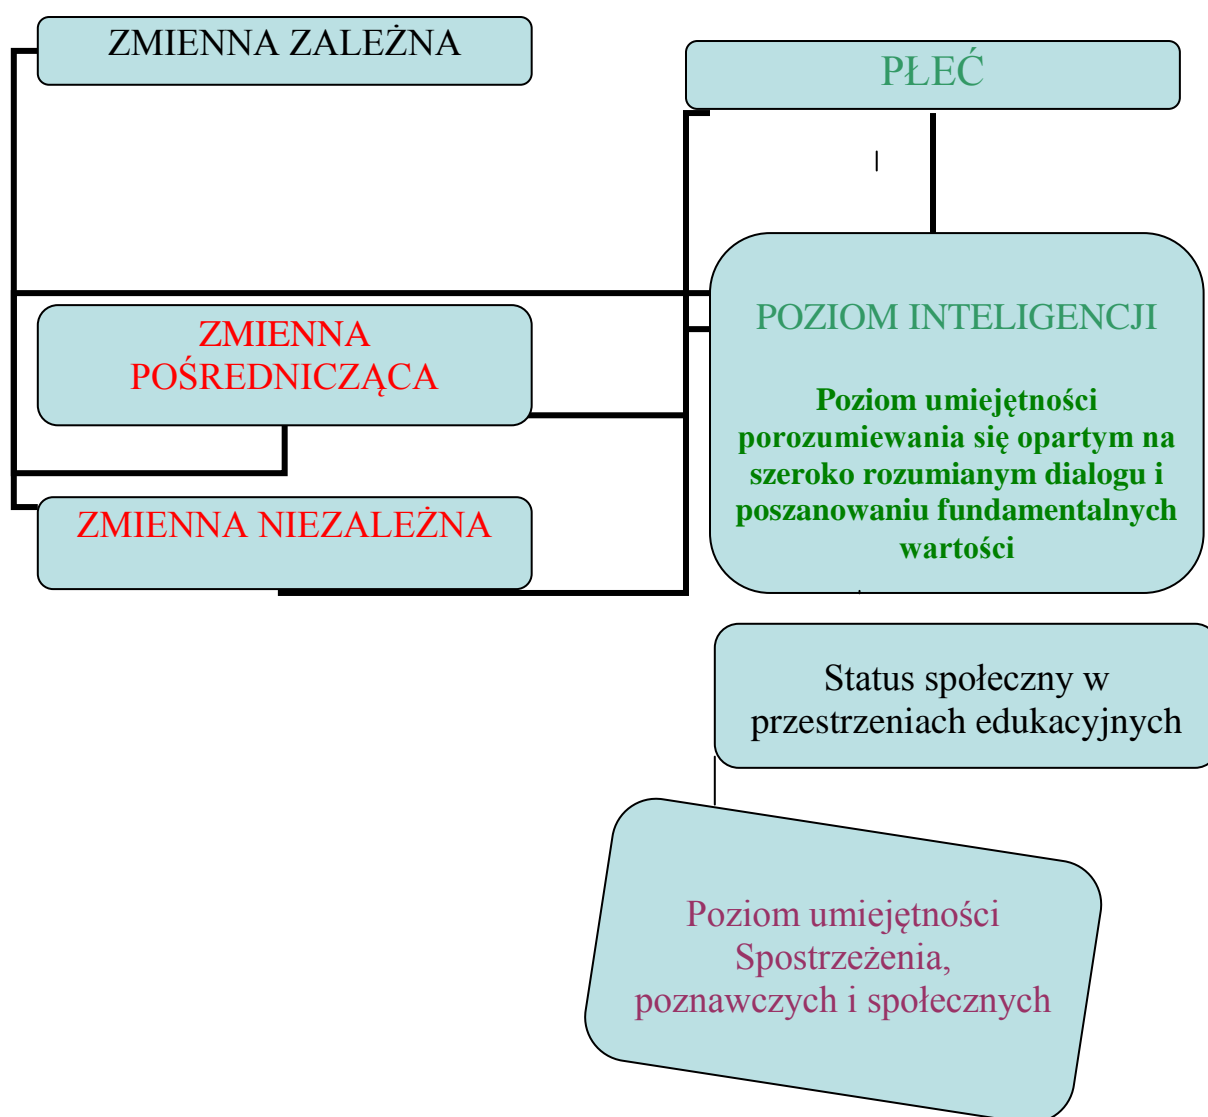 ZMIENNA ZALEŻNA
PŁEĆ
POZIOM INTELIGENCJI
Poziom umiejętności
porozumiewania się opartym na
szeroko rozumianym dialogu i
poszanowaniu fundamentalnych
wartości
ZMIENNA
POŚREDNICZĄCA
ZMIENNA NIEZALEŻNA
Status społeczny w
przestrzeniach edukacyjnych
Poziom umiejętności
Spostrzeżenia,
poznawczych i społecznych